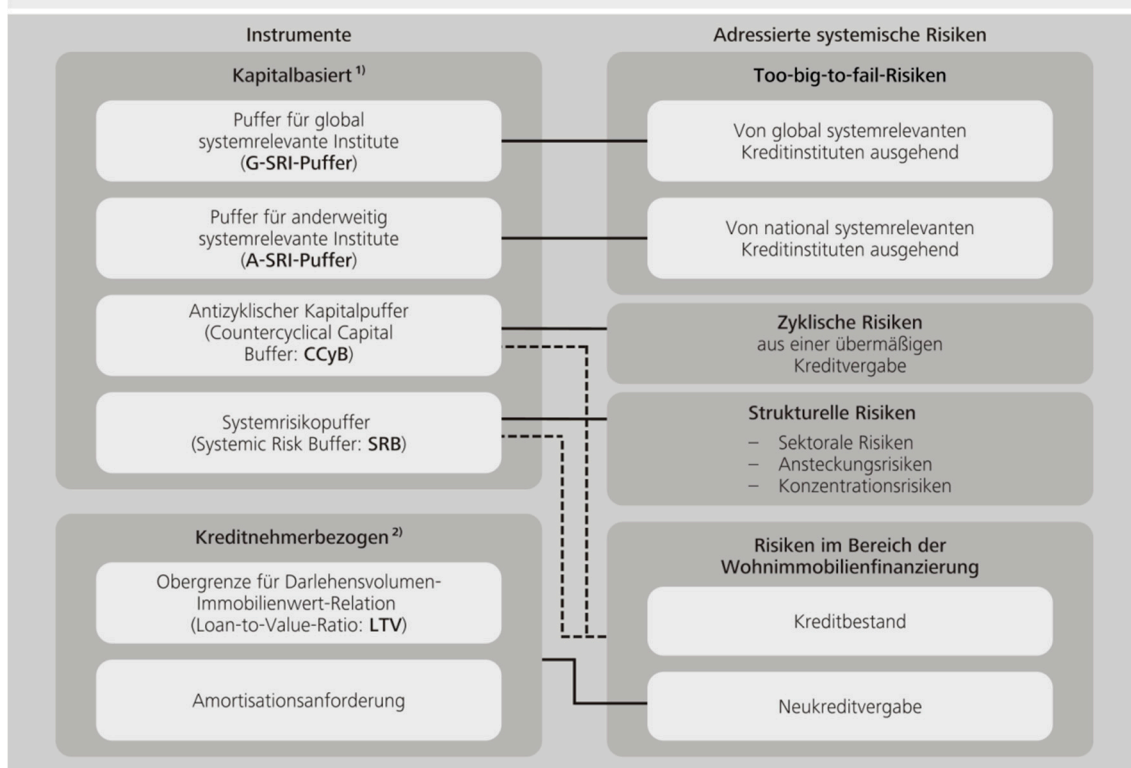 Instrumente
Kapitalbasiert 1)
Puffer für global
systemrelevante Institute
(G-SRI-Puffer)
Puffer für anderweitig
systemrelevante Institute
(A-SRI-Puffer)
Antizyklischer Kapitalpuffer
(Countercyclical Capital
Buffer: CCyB)
Systemrisikopuffer
(Systemic Risk Buffer: SRB)
Kreditnehmerbezogen 2)
Obergrenze für Darlehensvolumen-
Immobilienwert-Relation
(Loan-to-Value-Ratio: LTV)
Amortisationsanforderung
Adressierte systemische Risiken
Too-big-to-fail-Risiken
Von global systemrelevanten
Kreditinstituten ausgehend
Von national systemrelevanten
Kreditinstituten ausgehend
Zyklische Risiken
aus einer übermäßigen
Kreditvergabe
Strukturelle Risiken
– Sektorale Risiken
– Ansteckungsrisiken
– Konzentrationsrisiken
Risiken im Bereich der
Wohnimmobilienfinanzierung
Kreditbestand
Neukreditvergabe